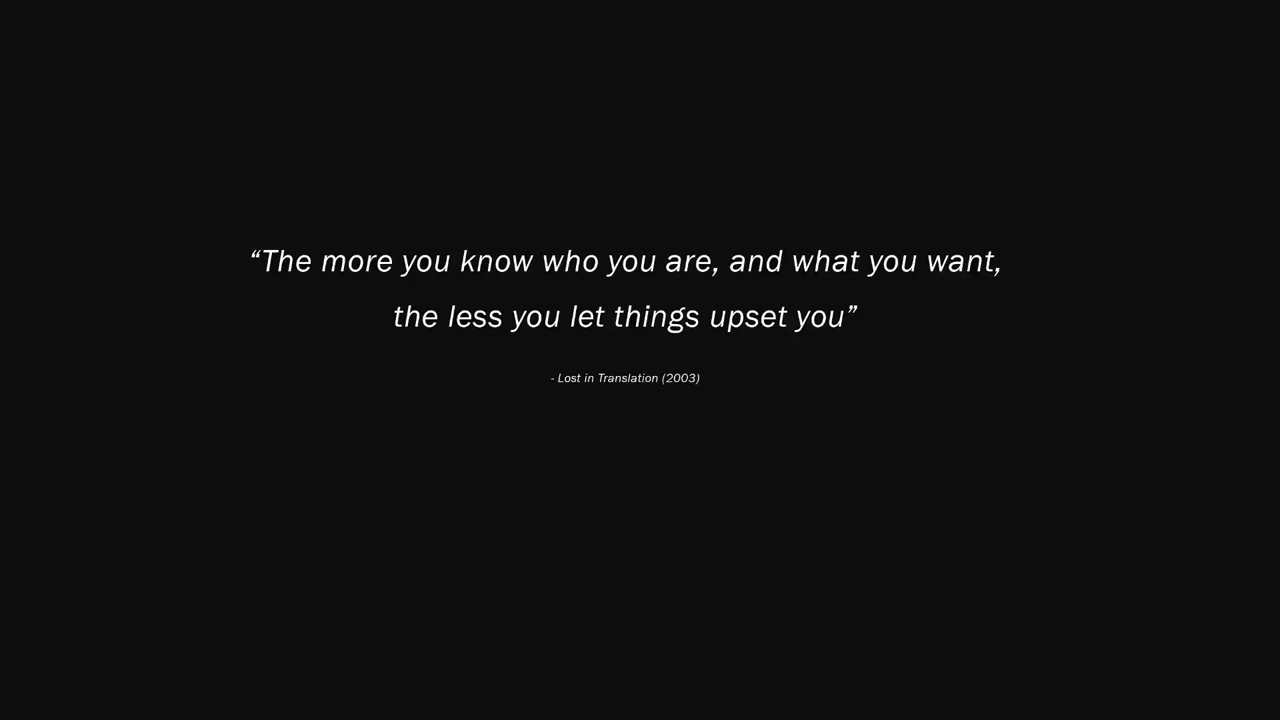 “The more you know who you are, and what you want,
the less you let things upset you”
- Lost in Translation (2003)